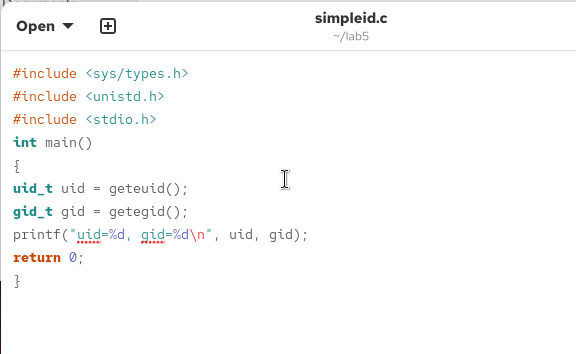 Open
simpleid.c
~/lab5
#include <sys/types.h>
#include <unistd.h>
#include <stdio.h>
int main()
{
uid_t uid = geteuid();
gid_t gid = getegid();
printf("uid=%d, gid=%d\n", uid, gid);
return 0;
}